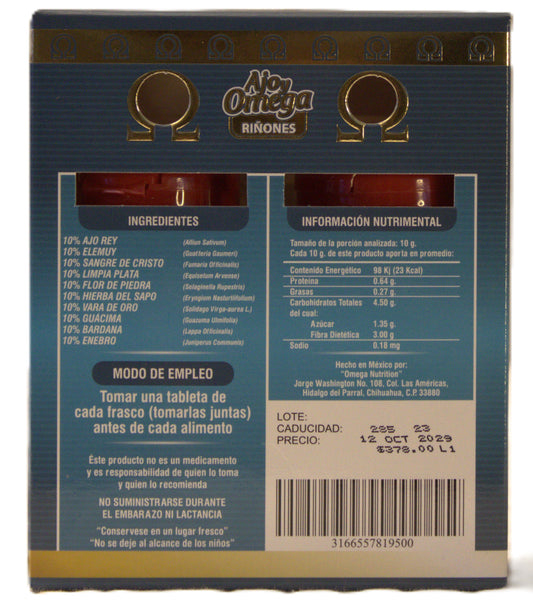 Ajo y
Omega
RIÑONES
INGREDIENTES
10% AJO REY (Allium Sativum)
10% ELEMUY (Guatteria Gaumeri)
10% SANGRE DE CRISTO (Fumaria Officinalis)
10% LIMPIA PLATA (Equisetum Arvense)
10% FLOR DE PIEDRA (Selaginella Rupestris)
10% HIERBA DEL SAPO (Eryngium Nasturtiifolium)
10% VARA DE ORO (Solidago Virga-aurea L.)
10% GUÁCIMA (Guazuma Ulmifolia)
10% BARDANA (Lappa Officinalis)
10% ENEBRO (Juniperus Communis)
MODO DE EMPLEO
Tomar una tableta de
cada frasco (tomarlas juntas)
antes de cada alimento
Éste producto no es un medicamento
y es responsabilidad de quien lo toma
y quien lo recomienda
NO SUMINISTRARSE DURANTE
EL EMBARAZO NI LACTANCIA
“Conservese en un lugar fresco”
“No se deje al alcance de los niños”
INFORMACIÓN NUTRIMENTAL
Tamaño de la porción analizada: 10 g.
Cada 10 g. de este producto aporta en promedio:
Contenido Energético 98 Kj (23 Kcal)
Proteína 0.64 g.
Grasas 0.27 g.
Carbohidratos Totales 4.50 g.
del cual:
Azúcar 1.35 g.
Fibra Dietética 3.00 g
Sodio 0.18 mg
Hecho en México por:
“Omega Nutrition”
Jorge Washington No. 108, Col. Las Américas,
Hidalgo del Parral, Chihuahua, C.P. 33880
LOTE: 285 23
CADUCIDAD: 12 OCT 2029
PRECIO: $378.00 L1
3166557819500